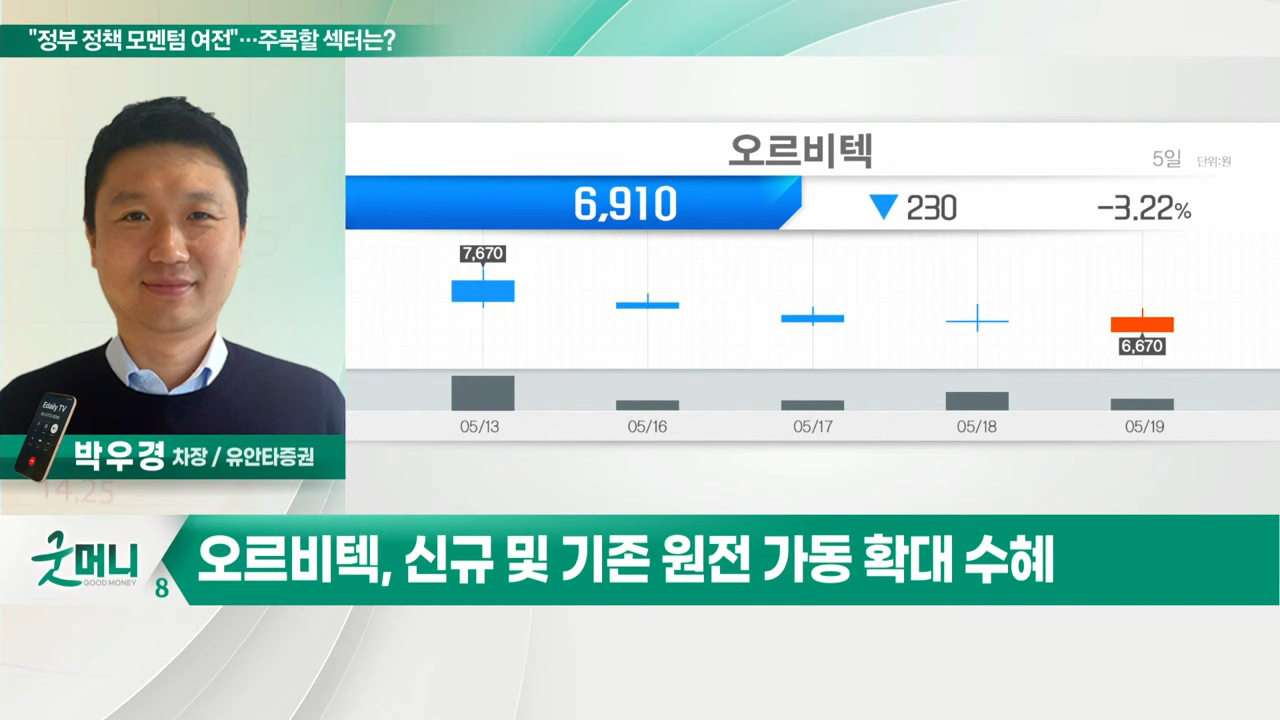 "정부 정책 모멘텀 여전"…주목할 섹터는?
오르비텍
5일 단위:원
6,910 ▼230 -3.22%
7,670
6,670
05/13 05/16 05/17 05/18 05/19
Edaily TV
박우경 차장 / 유안타증권
14.25
굿머니
GOOD MONEY
8
오르비텍, 신규 및 기존 원전 가동 확대 수혜